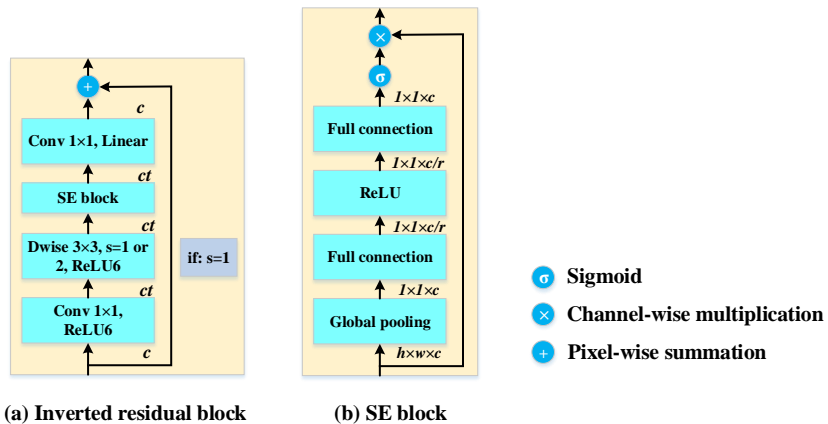 +
c
Conv 1×1, Linear
ct
SE block
ct
Dwise 3×3, s=1 or
2, ReLU6
ct
Conv 1×1,
ReLU6
c
if: s=1
(a) Inverted residual block
×
σ
1×1×c
Full connection
1×1×c/r
ReLU
1×1×c/r
Full connection
1×1×c
Global pooling
h×w×c
(b) SE block
σ Sigmoid
× Channel-wise multiplication
+ Pixel-wise summation